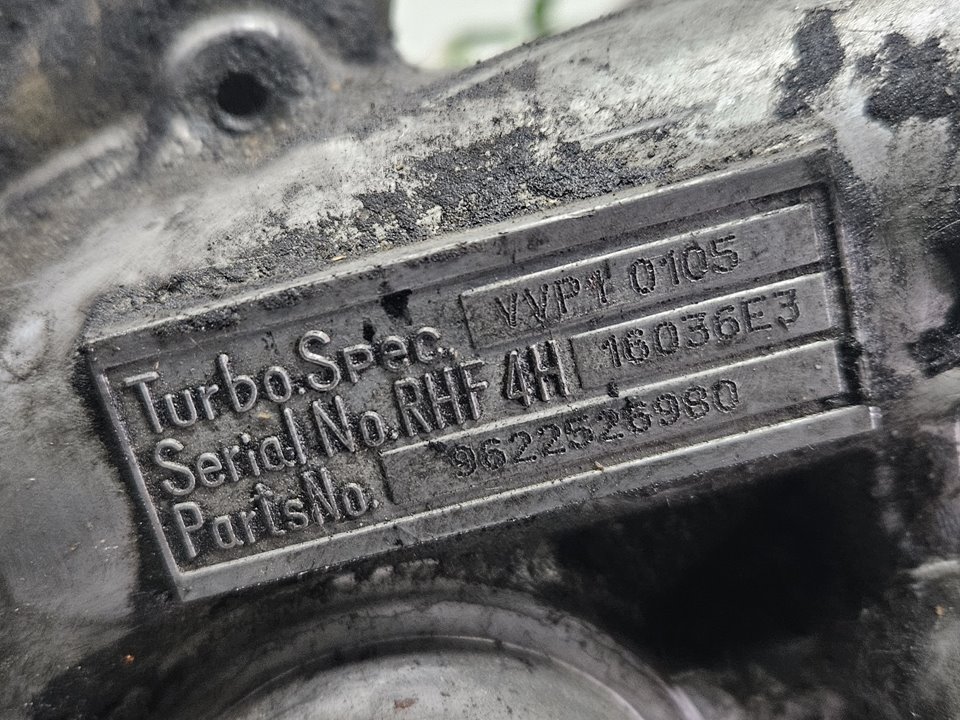 Turbo.Spec. VVP1 0105
Serial No.RHF 4H 16036E3
Parts No. 9622526980